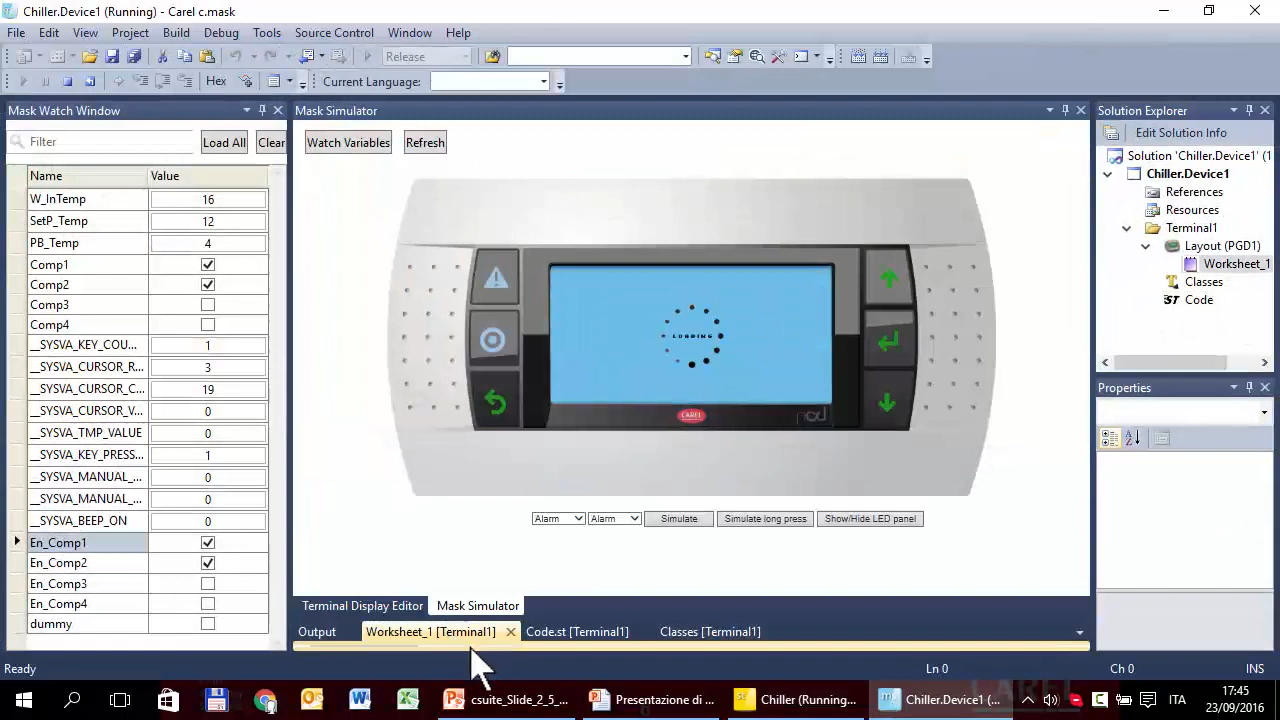 Chiller.Device1 (Running) - Carel c.mask
File Edit View Project Build Debug Tools Source Control Window Help
Release
Hex Current Language:
Mask Watch Window
Filter Load All Clear
Name Value
W_InTemp 16
SetP_Temp 12
PB_Temp 4
Comp1
Comp2
Comp3
Comp4
__SYSVA_KEY_COU... 1
__SYSVA_CURSOR_R... 3
__SYSVA_CURSOR_C... 19
__SYSVA_CURSOR_V... 0
__SYSVA_TMP_VALUE 0
__SYSVA_KEY_PRESS... 1
__SYSVA_MANUAL_... 0
__SYSVA_MANUAL_... 0
__SYSVA_BEEP_ON 0
En_Comp1
En_Comp2
En_Comp3
En_Comp4
dummy
Mask Simulator
Watch Variables Refresh
LOADING
CAREL
Alarm Alarm Simulate Simulate long press Show/Hide LED panel
Terminal Display Editor Mask Simulator
Output Worksheet_1 [Terminal1] Code.st [Terminal1] Classes [Terminal1]
Solution Explorer
Edit Solution Info
Solution 'Chiller.Device1' (1
Chiller.Device1
References
Resources
Terminal1
Layout (PGD1)
Worksheet_1
Classes
ST Code
Properties
Ready Ln 0 Ch 0 INS
csuite_Slide_2_5_... Presentazione di ... Chiller (Running... Chiller.Device1 (... ITA 17:45
23/09/2016